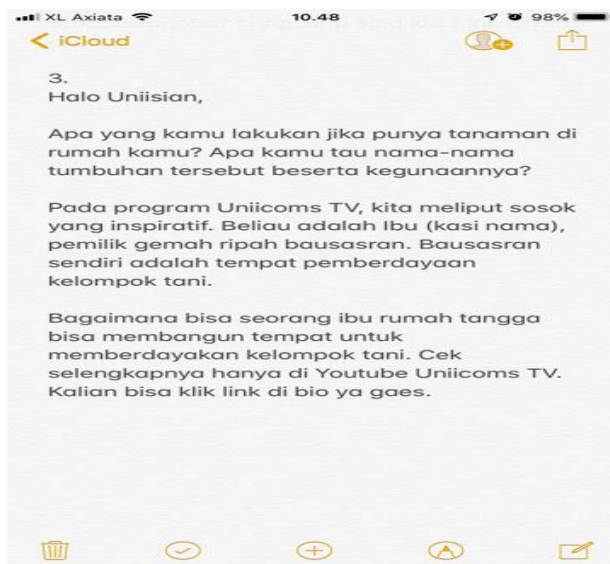 XL Axiata 10.48 98%
iCloud
3.
Halo Uniisian,
Apa yang kamu lakukan jika punya tanaman di
rumah kamu? Apa kamu tau nama-nama
tumbuhan tersebut beserta kegunaannya?
Pada program Uniicoms TV, kita meliput sosok
yang inspiratif. Beliau adalah Ibu (kasi nama),
pemilik gemah ripah bausasran. Bausasran
sendiri adalah tempat pemberdayaan
kelompok tani.
Bagaimana bisa seorang ibu rumah tangga
bisa membangun tempat untuk
memberdayakan kelompok tani. Cek
selengkapnya hanya di Youtube Uniicoms TV.
Kalian bisa klik link di bio ya gaes.